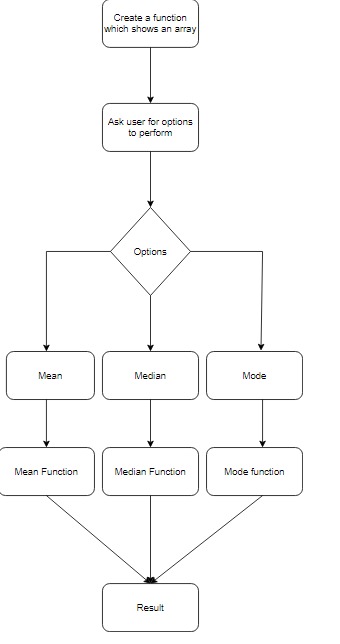 Create a function
which shows an array
Ask user for options
to perform
Options
Mean
Median
Mode
Mean Function
Median Function
Mode function
Result